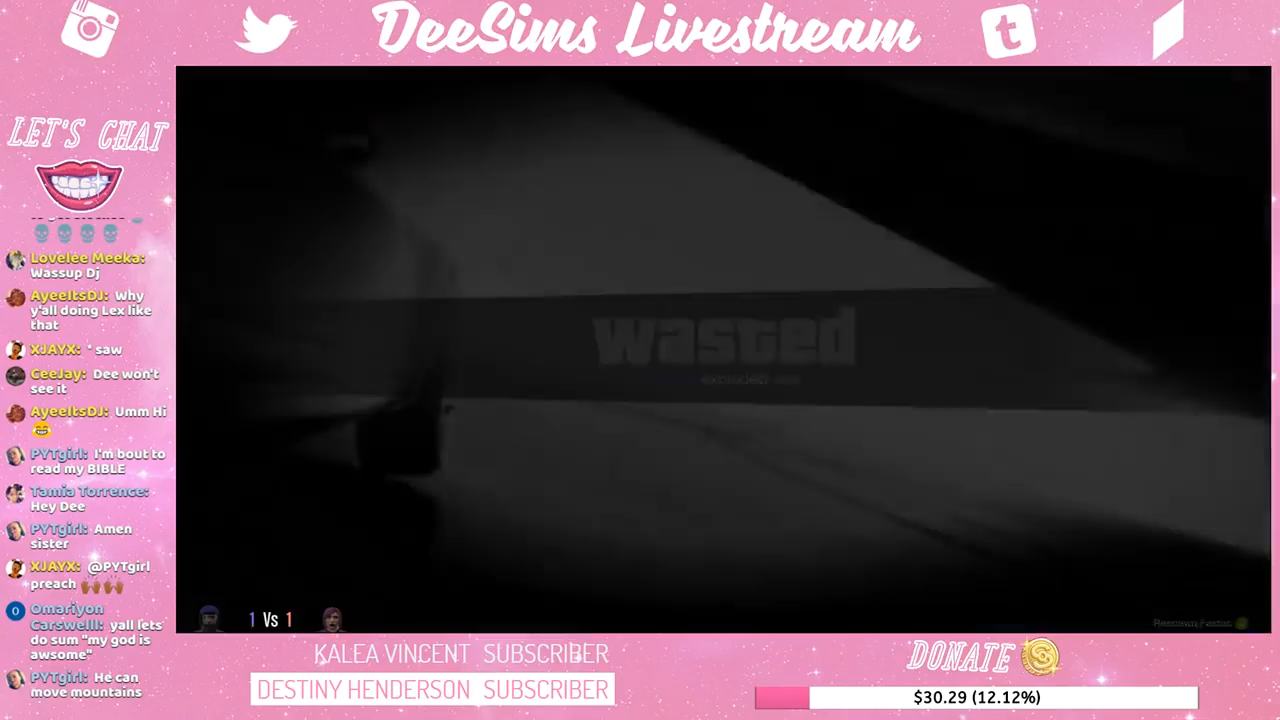 DeeSims Livestream
LET'S CHAT
Lovelee Meeka:
Wassup Dj
AyeeItsDJ: Why
y'all doing Lex like
that
XJAYX: * saw
CeeJay: Dee won't
see it
AyeeItsDJ: Umm Hi
PYTgirl: I'm bout to
read my BIBLE
Tamia Torrence:
Hey Dee
PYTgirl: Amen
sister
XJAYX: @PYTgirl
preach
O
Omariyon
Carswelll: yall lets
do sum "my god is
awsome"
PYTgirl: He can
move mountains
wasted
exploded
1 Vs 1
Respawn Faster
KALEA VINCENT SUBSCRIBER
DESTINY HENDERSON SUBSCRIBER
DONATE
$30.29 (12.12%)